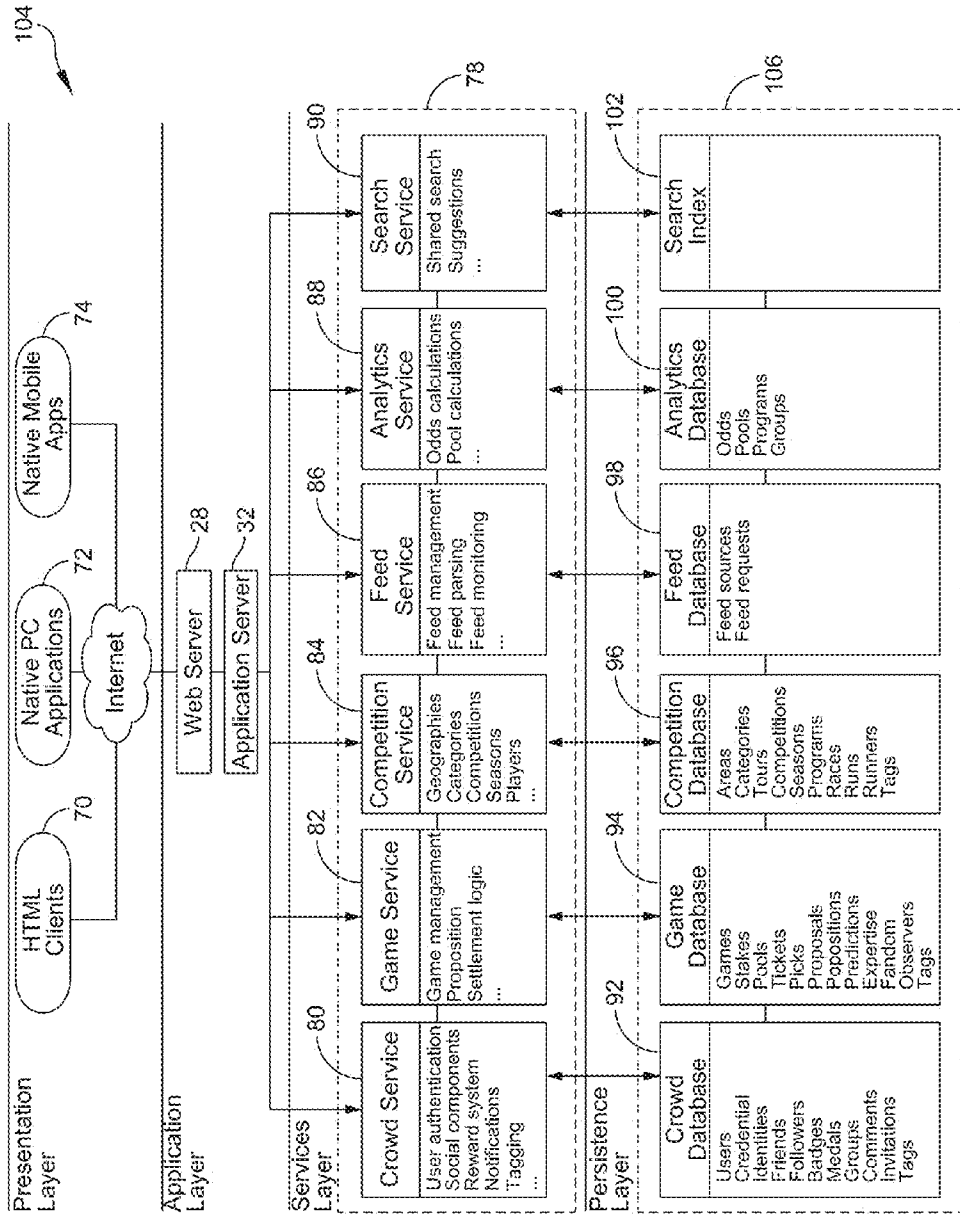 104
Presentation
Layer
HTML
Clients
70
Native PC
Applications
72
Native Mobile
Apps
74
Internet
Application
Layer
Web Server
28
Application Server
32
Services
Layer
78
Crowd Service
80
User authentication
Social components
Reward system
Notifications
Tagging
...
Game Service
82
Game management
Proposition
Settlement logic
...
Competition
Service
84
Geographies
Categories
Competitions
Seasons
Players
...
Feed
Service
86
Feed management
Feed parsing
Feed monitoring
...
Analytics
Service
88
Odds calculations
Pool calculations
...
Search
Service
90
Shared search
Suggestions
...
Persistence
Layer
106
Crowd
Database
92
Users
Credential
Identities
Friends
Followers
Badges
Medals
Groups
Comments
Invitations
Tags
Game
Database
94
Games
Stakes
Pools
Tickets
Picks
Proposals
Popositions
Predictions
Expertise
Fandom
Observers
Tags
Competition
Database
96
Areas
Categories
Tours
Competitions
Seasons
Programs
Races
Runs
Runners
Tags
Feed
Database
98
Feed sources
Feed requests
Analytics
Database
100
Odds
Pools
Programs
Groups
Search
Index
102